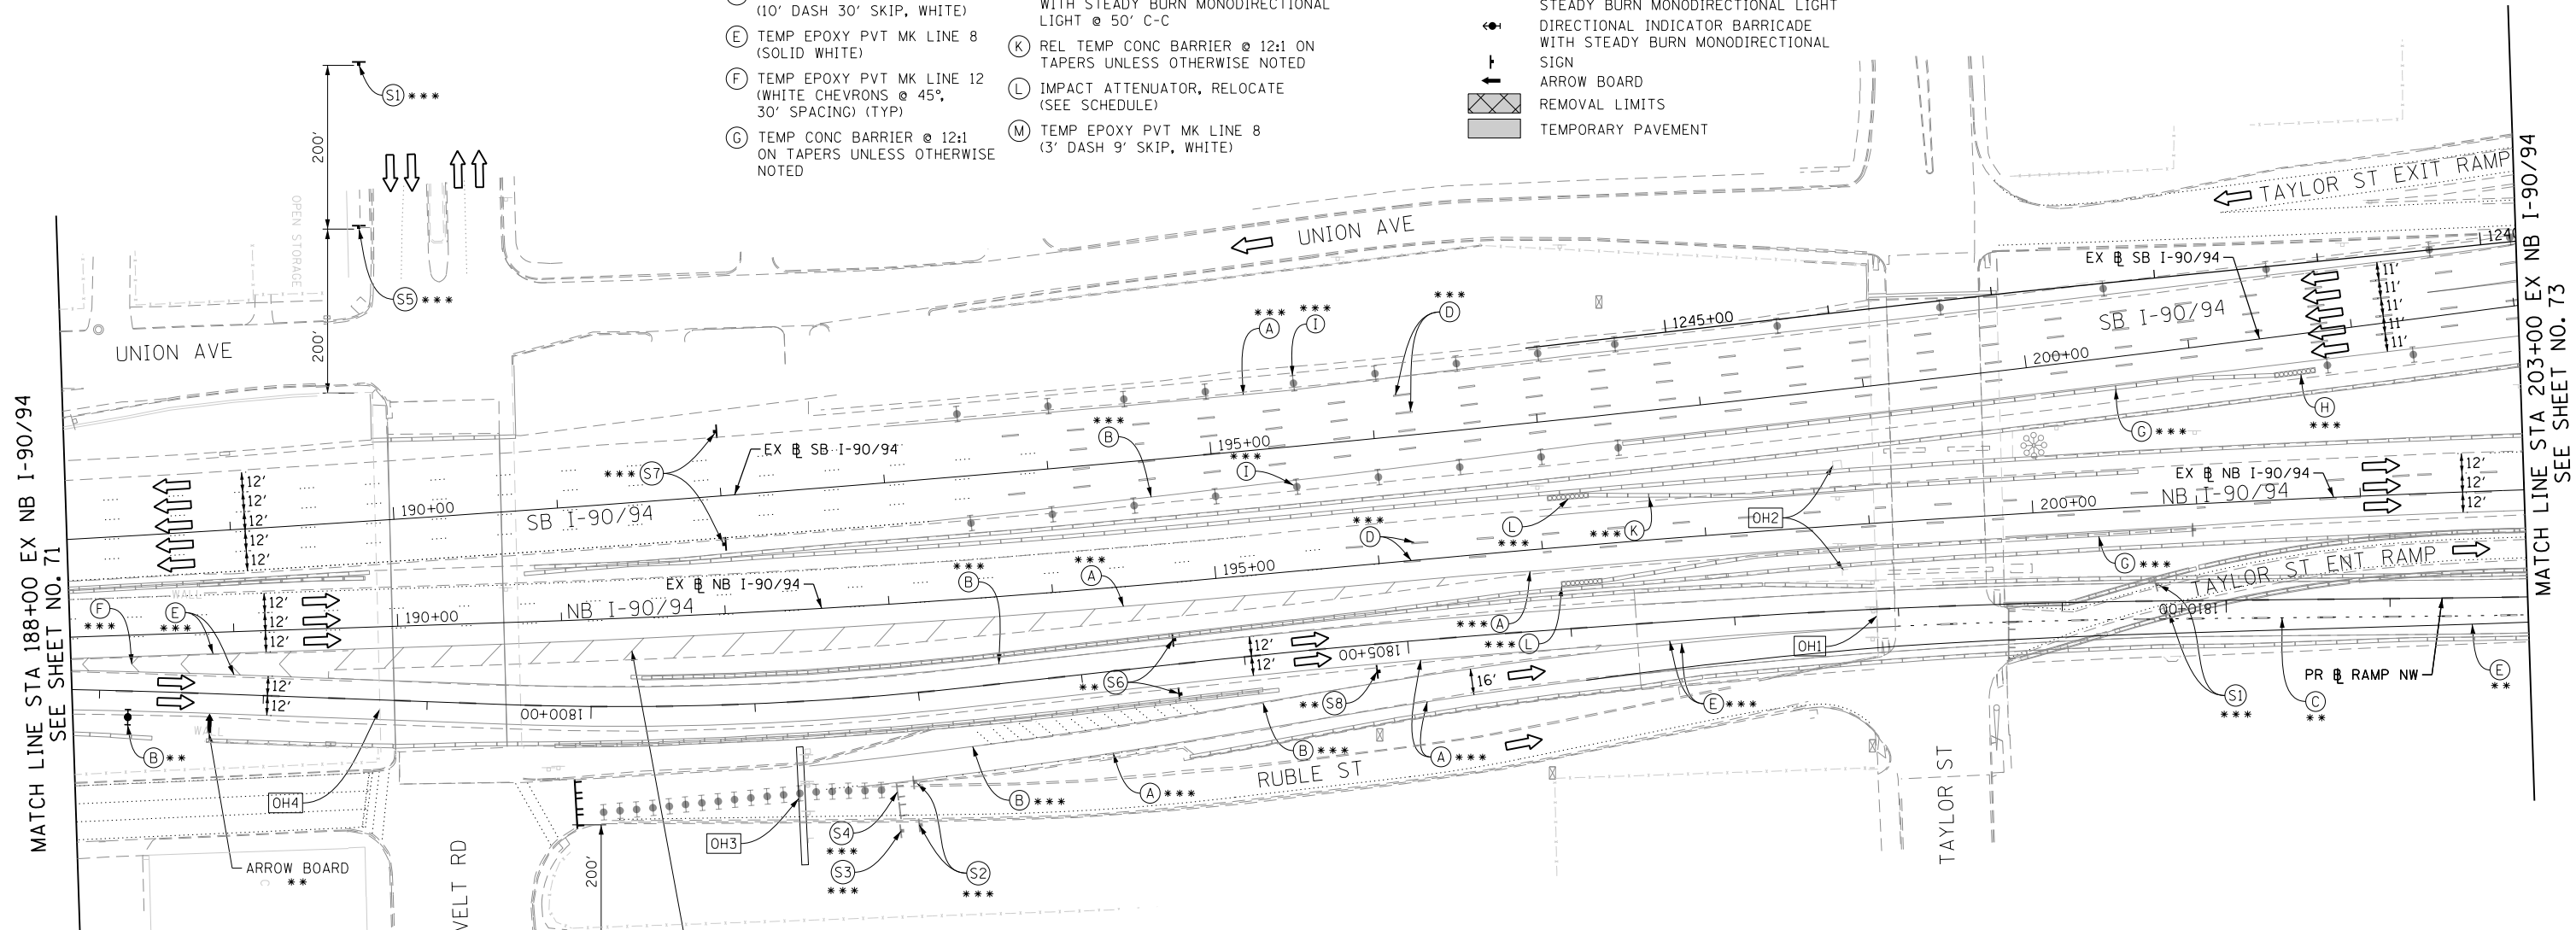 (10' DASH 30' SKIP, WHITE)
E TEMP EPOXY PVT MK LINE 8
(SOLID WHITE)
F TEMP EPOXY PVT MK LINE 12
(WHITE CHEVRONS @ 45°,
30' SPACING) (TYP)
G TEMP CONC BARRIER @ 12:1
ON TAPERS UNLESS OTHERWISE
NOTED
WITH STEADY BURN MONODIRECTIONAL
LIGHT @ 50' C-C
K REL TEMP CONC BARRIER @ 12:1 ON
TAPERS UNLESS OTHERWISE NOTED
L IMPACT ATTENUATOR, RELOCATE
(SEE SCHEDULE)
M TEMP EPOXY PVT MK LINE 8
(3' DASH 9' SKIP, WHITE)
STEADY BURN MONODIRECTIONAL LIGHT
DIRECTIONAL INDICATOR BARRICADE
WITH STEADY BURN MONODIRECTIONAL
SIGN
ARROW BOARD
REMOVAL LIMITS
TEMPORARY PAVEMENT
S1 ***
200'
S5 ***
200'
OPEN STORAGE
UNION AVE
UNION AVE
TAYLOR ST EXIT RAMP
MATCH LINE STA 188+00 EX NB I-90/94
SEE SHEET NO. 71
MATCH LINE STA 203+00 EX NB I-90/94
SEE SHEET NO. 73
EX BL SB I-90/94
SB I-90/94
11'
11'
11'
11'
11'
1245+00
200+00
*** A
*** I
*** D
*** B
195+00
*** I
EX BL SB I-90/94
*** S7
190+00
SB I-90/94
12'
12'
12'
12'
12'
G ***
H
***
EX BL NB I-90/94
NB I-90/94
200+00
12'
12'
12'
OH2
L
***
*** K
***
D
195+00
***
A
***
B
EX BL NB I-90/94
NB I-90/94
190+00
12'
12'
12'
WALL
F
***
E
***
G ***
TAYLOR ST ENT RAMP
1810+00
*** A
*** L
OH1
1805+00
12'
12'
** S6
** S8
16'
E ***
PR BL RAMP NW
E
**
C
**
S1
***
12'
12'
1800+00
WALL
B **
B ***
A ***
RUBLE ST
B ***
A ***
OH4
OH3
S4
***
S3
***
S2
***
ARROW BOARD
**
200'
VELT RD
TAYLOR ST